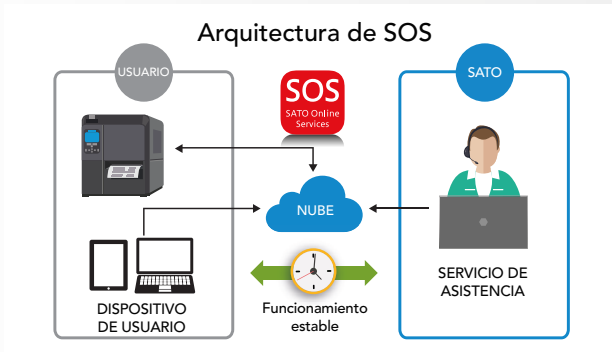 Arquitectura de SOS
USUARIO
SOS
SATO Online
Services
SATO
NUBE
DISPOSITIVO
DE USUARIO
Funcionamiento
estable
SERVICIO DE
ASISTENCIA